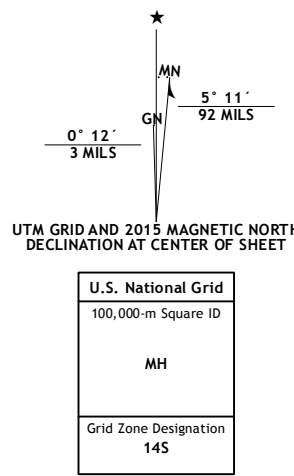 ★
MN
GN
5° 11´
92 MILS
0° 12´
3 MILS
UTM GRID AND 2015 MAGNETIC NORTH
DECLINATION AT CENTER OF SHEET
U.S. National Grid
100,000-m Square ID
MH
Grid Zone Designation
14S